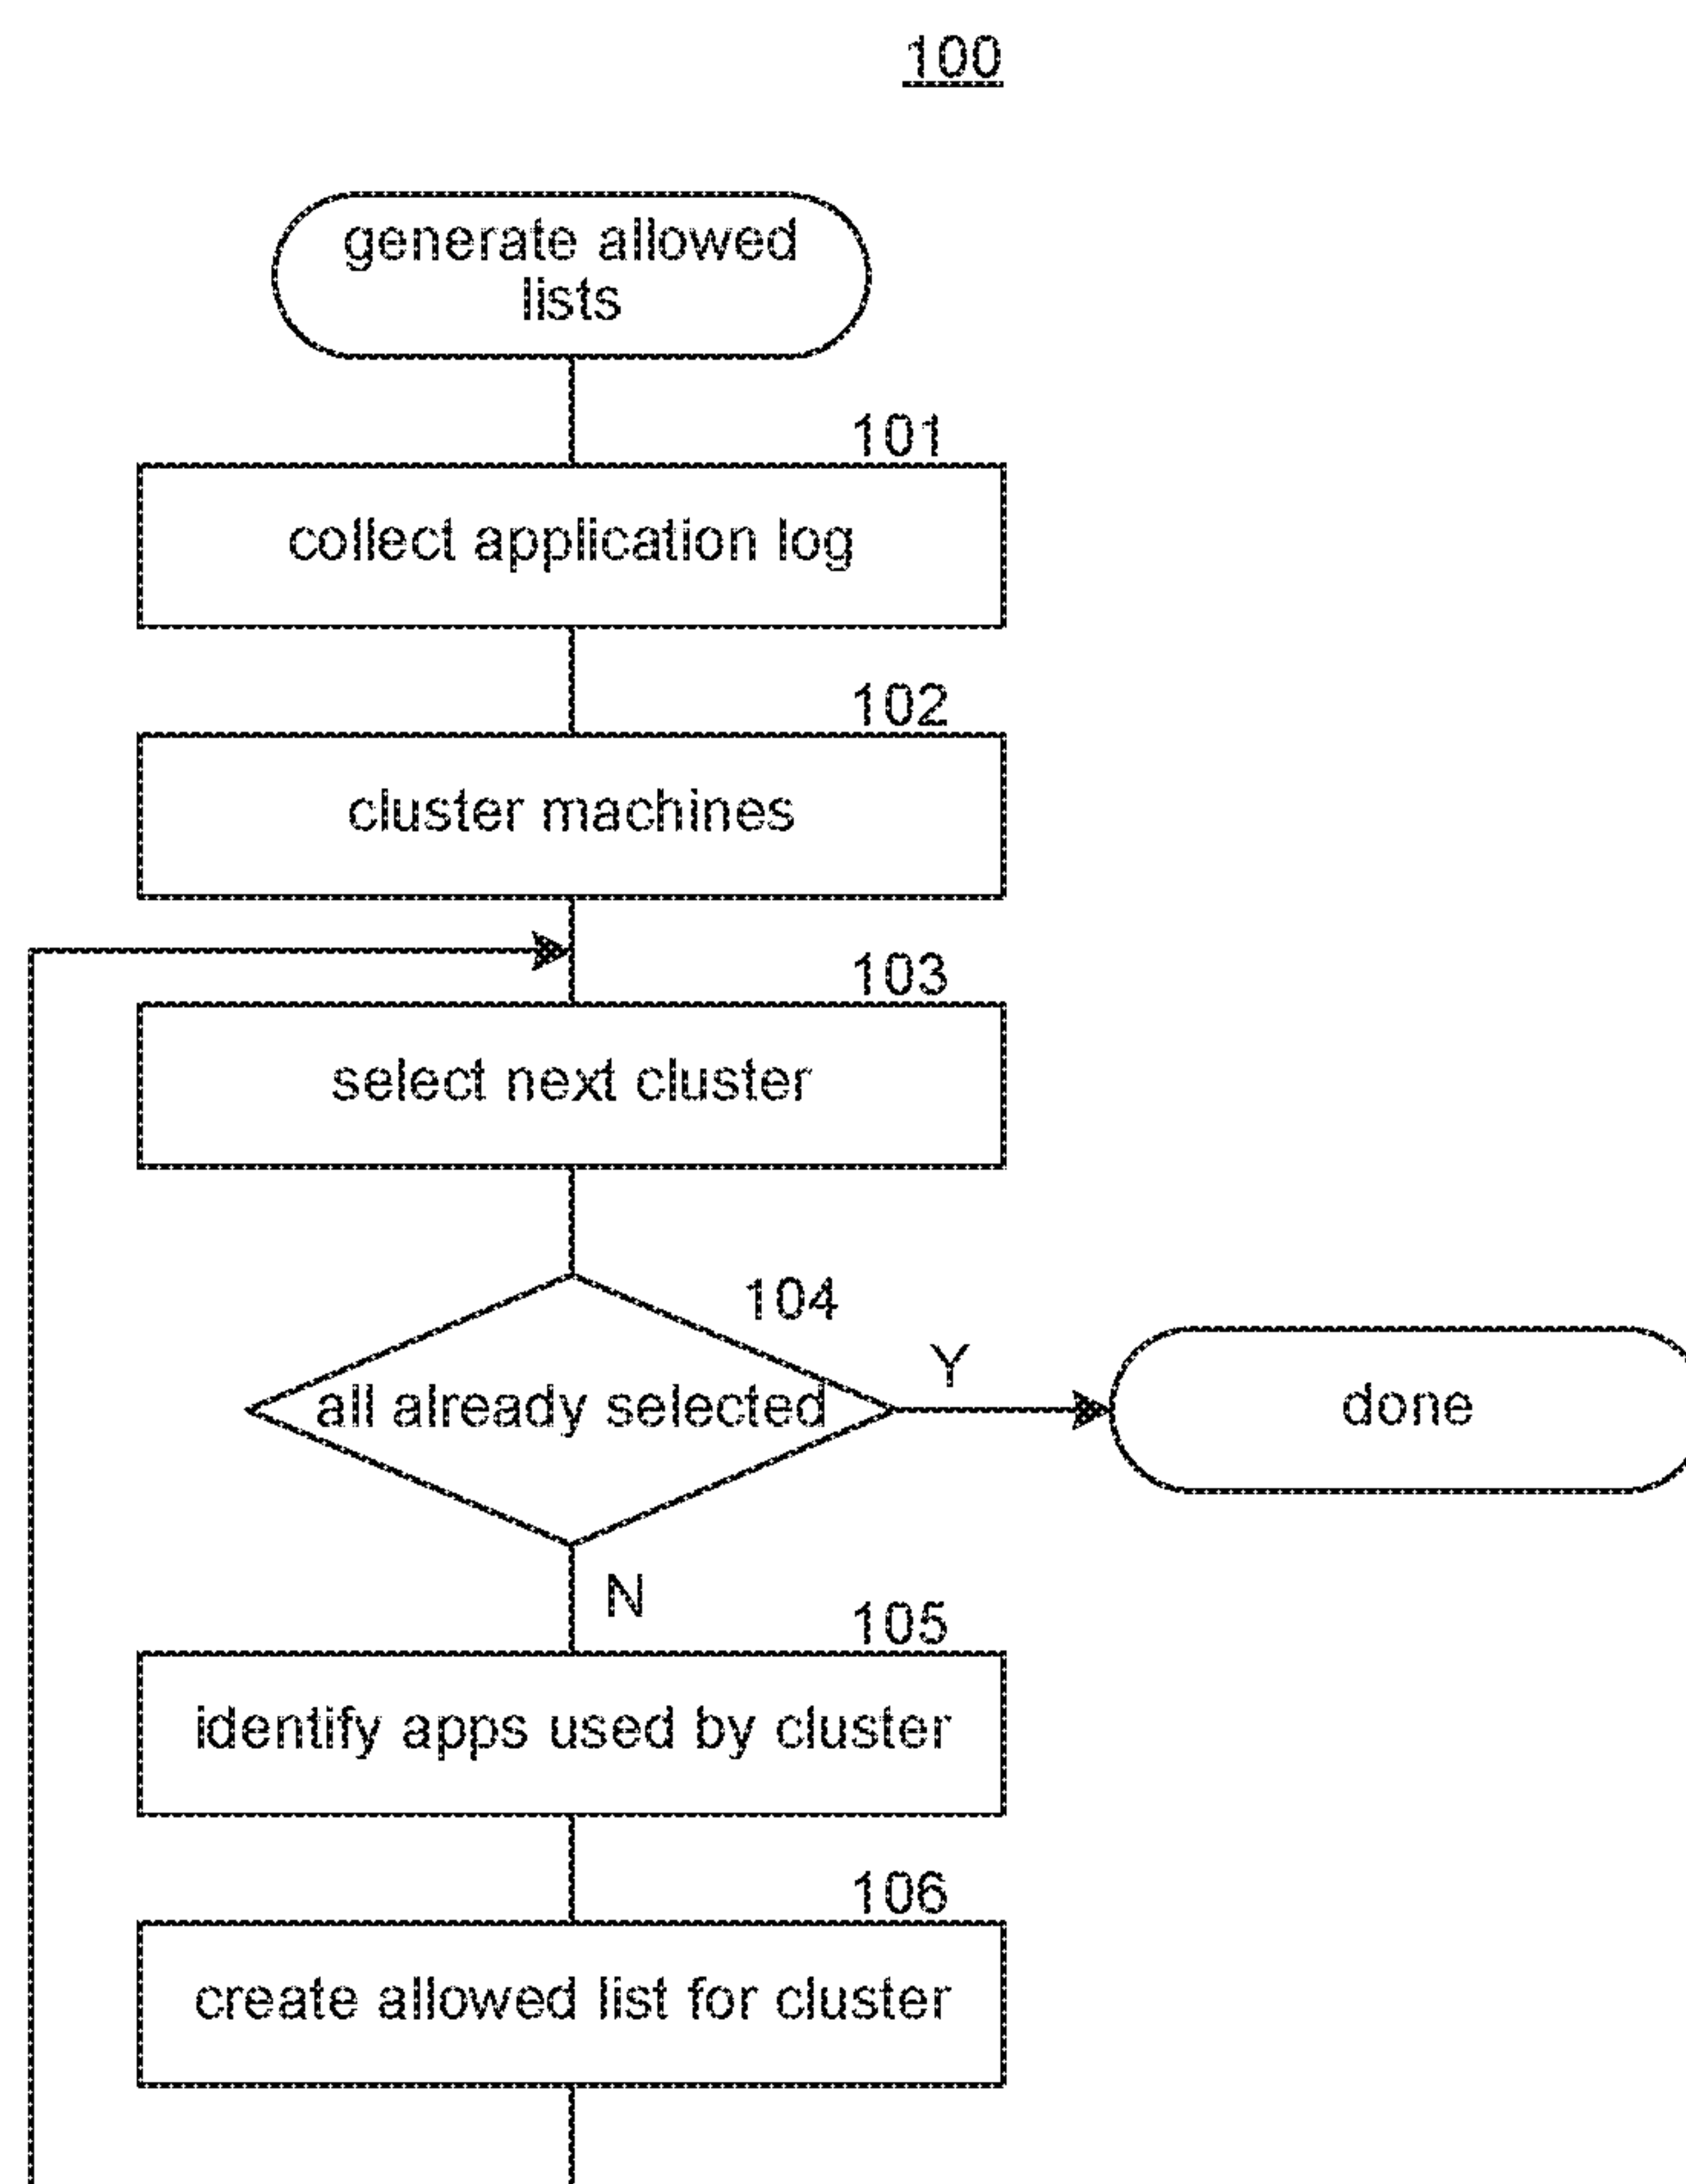 100
generate allowed
lists
101
collect application log
102
cluster machines
103
select next cluster
104
all already selected
Y
done
N
105
identify apps used by cluster
106
create allowed list for cluster